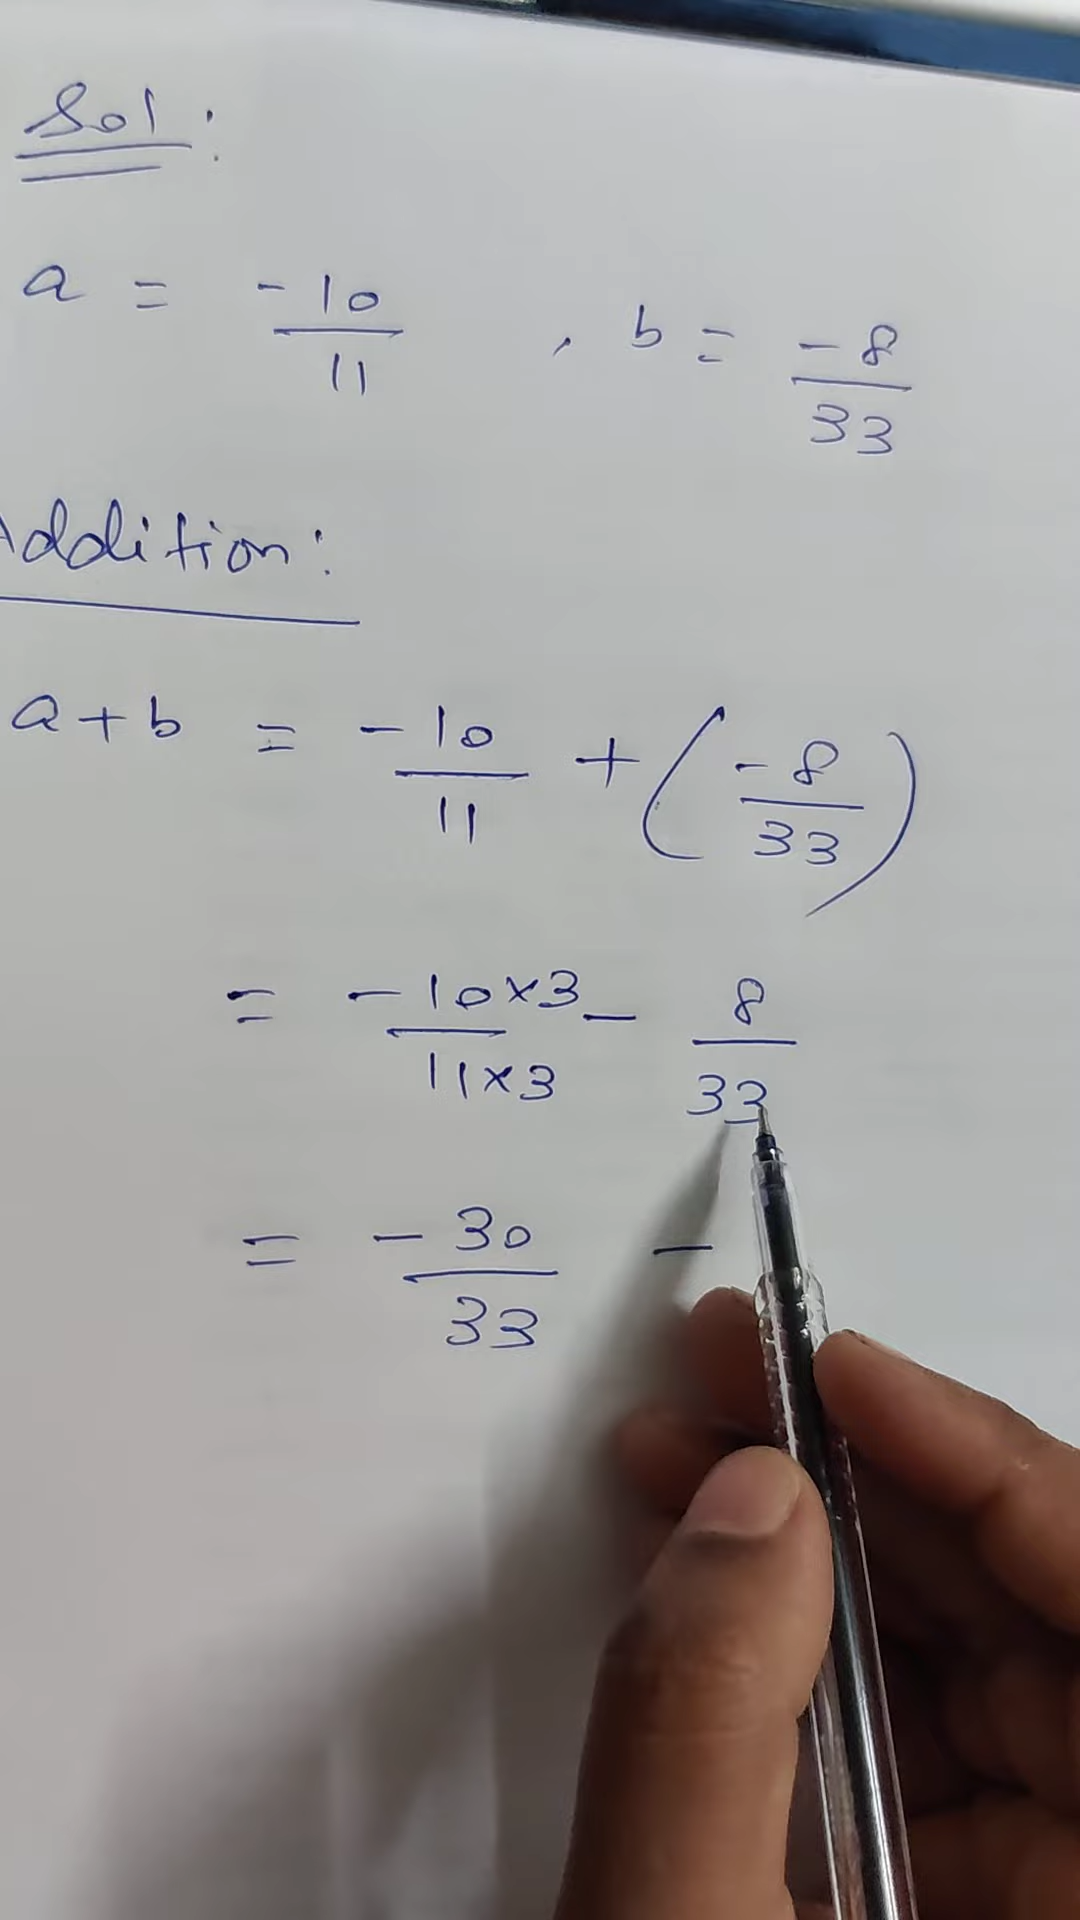 Sol:
a = -10/11 , b = -8/33
Addition:
a+b = -10/11 + (-8/33)
= -10×3/11×3 - 8/33
= -30/33 -